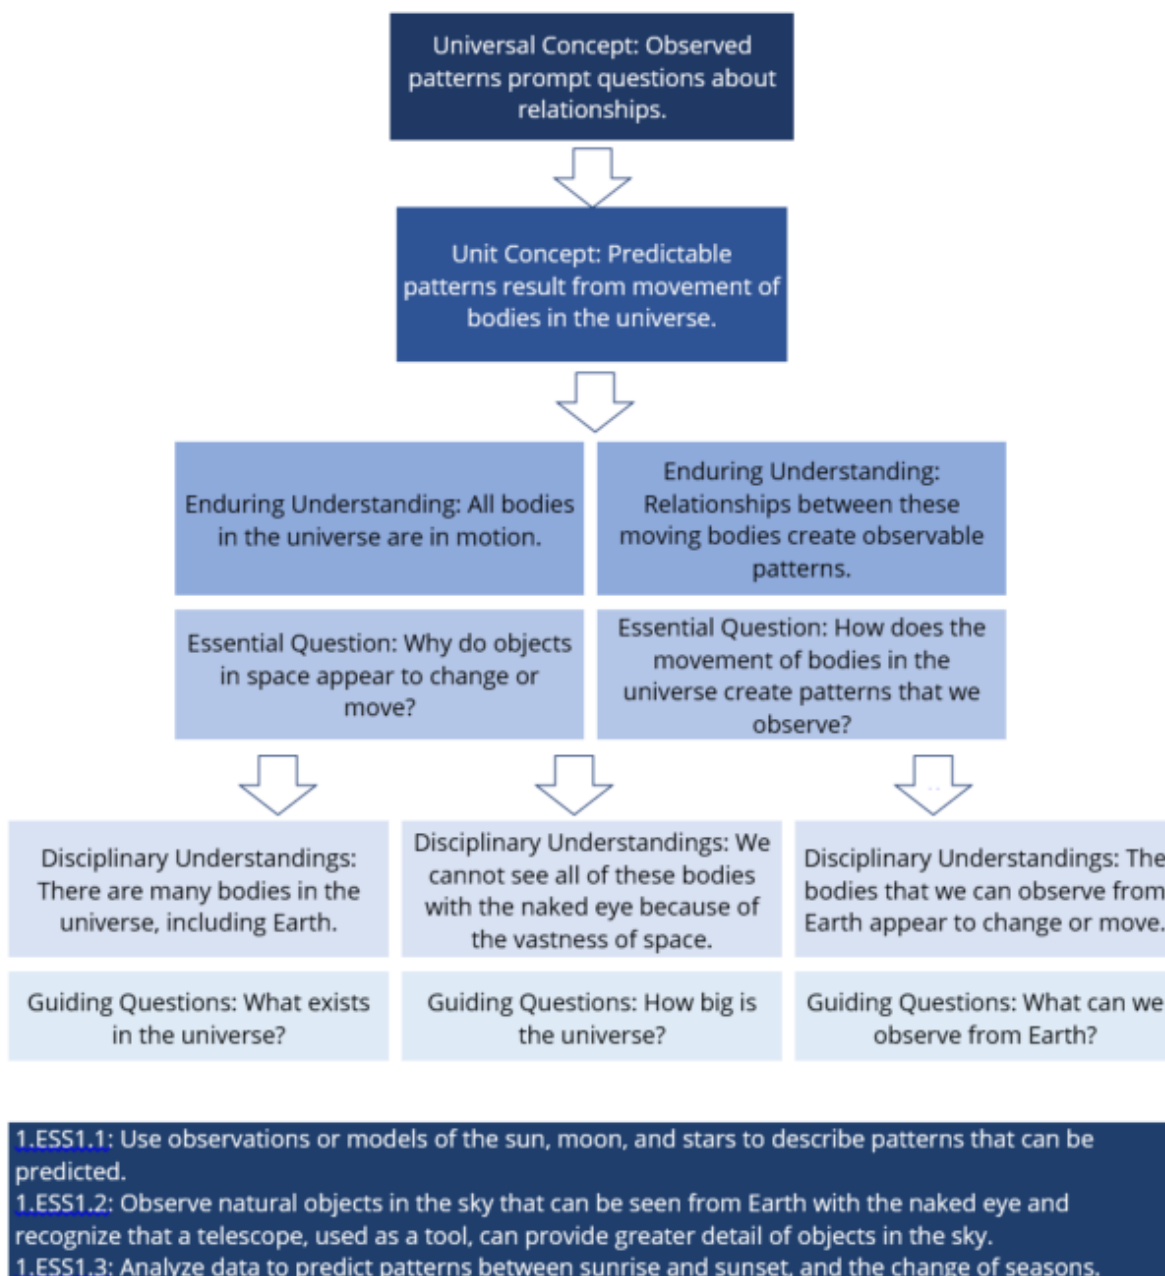 Universal Concept: Observed
patterns prompt questions about
relationships.
Unit Concept: Predictable
patterns result from movement of
bodies in the universe.
Enduring Understanding: All bodies
in the universe are in motion.
Enduring Understanding:
Relationships between these
moving bodies create observable
patterns.
Essential Question: Why do objects
in space appear to change or
move?
Essential Question: How does the
movement of bodies in the
universe create patterns that we
observe?
Disciplinary Understandings:
There are many bodies in the
universe, including Earth.
Disciplinary Understandings: We
cannot see all of these bodies
with the naked eye because of
the vastness of space.
Disciplinary Understandings: The
bodies that we can observe from
Earth appear to change or move.
Guiding Questions: What exists
in the universe?
Guiding Questions: How big is
the universe?
Guiding Questions: What can we
observe from Earth?
1.ESS1.1: Use observations or models of the sun, moon, and stars to describe patterns that can be
predicted.
1.ESS1.2: Observe natural objects in the sky that can be seen from Earth with the naked eye and
recognize that a telescope, used as a tool, can provide greater detail of objects in the sky.
1.ESS1.3: Analyze data to predict patterns between sunrise and sunset, and the change of seasons.